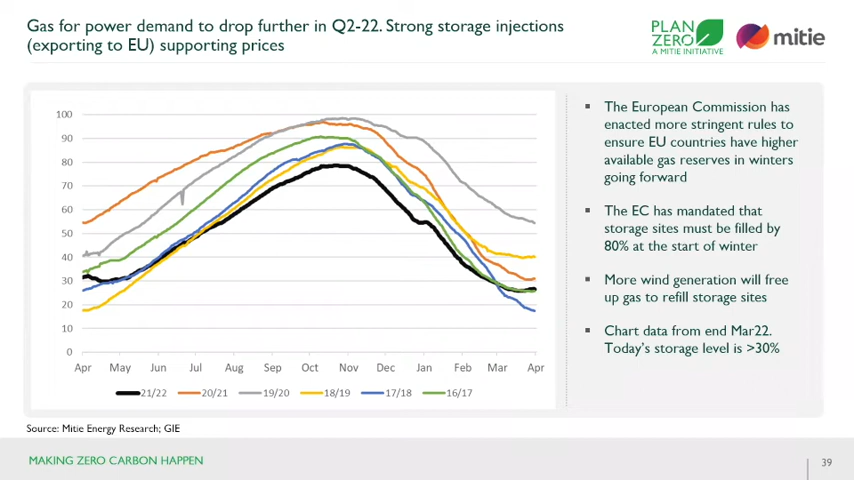 Gas for power demand to drop further in Q2-22. Strong storage injections
(exporting to EU) supporting prices
PLAN
ZERO
A MITIE INITIATIVE
mitie
100
90
80
70
60
50
40
30
20
10
0
Apr May Jun Jul Aug Sep Oct Nov Dec Jan Feb Mar Apr
21/22 20/21 19/20 18/19 17/18 16/17
▪ The European Commission has
enacted more stringent rules to
ensure EU countries have higher
available gas reserves in winters
going forward
▪ The EC has mandated that
storage sites must be filled by
80% at the start of winter
▪ More wind generation will free
up gas to refill storage sites
▪ Chart data from end Mar22.
Today's storage level is >30%
Source: Mitie Energy Research; GIE
MAKING ZERO CARBON HAPPEN
39